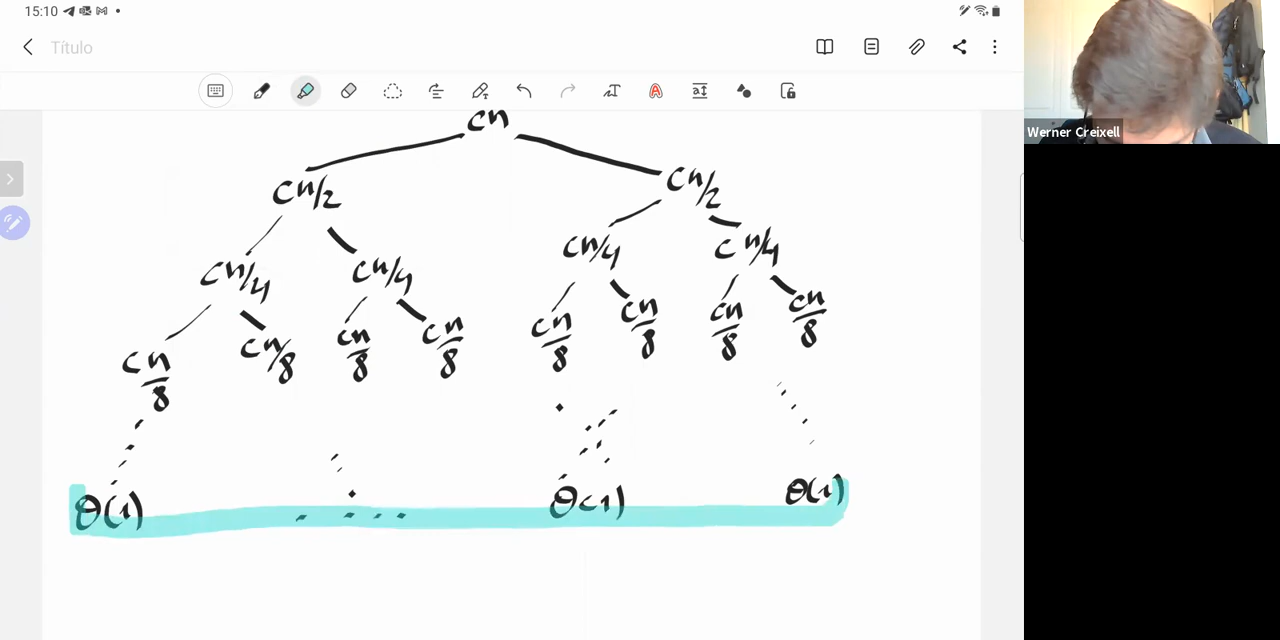 15:10
Título
Werner Creixell
cn
cn/2 cn/2
cn/4 cn/4 cn/4 cn/4
cn/8 cn/8 cn/8 cn/8 cn/8 cn/8 cn/8 cn/8
Θ(1) .... Θ(1) Θ(1)